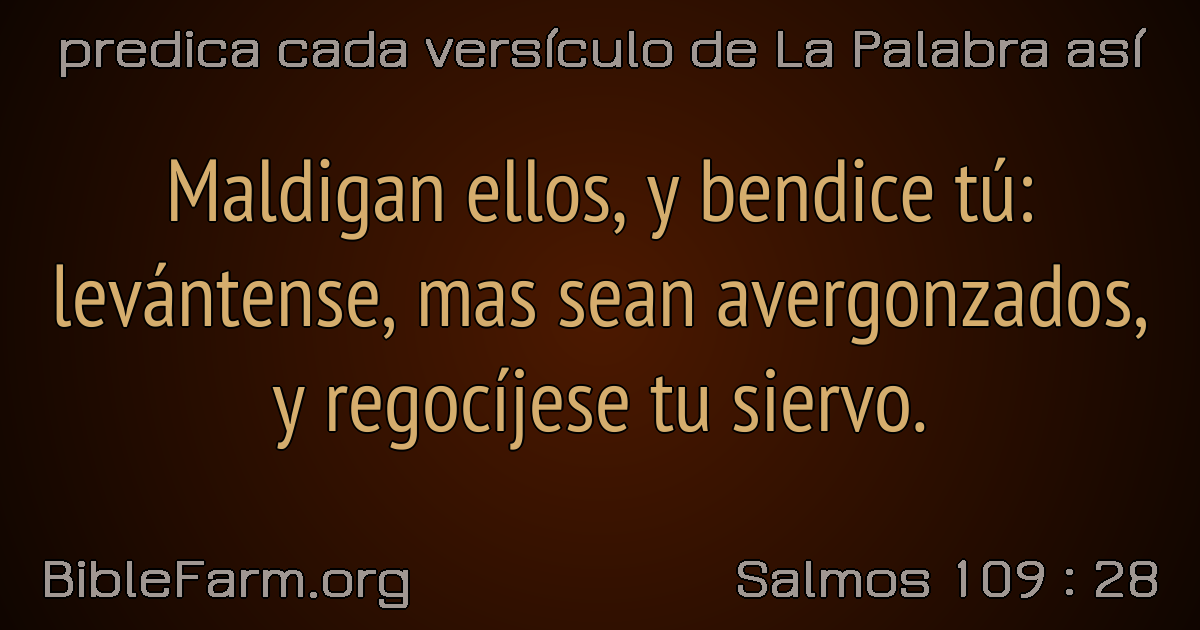 predica cada versículo de La Palabra así
Maldigan ellos, y bendice tú:
levántense, mas sean avergonzados,
y regocíjese tu siervo.
BibleFarm.org
Salmos 109 : 28